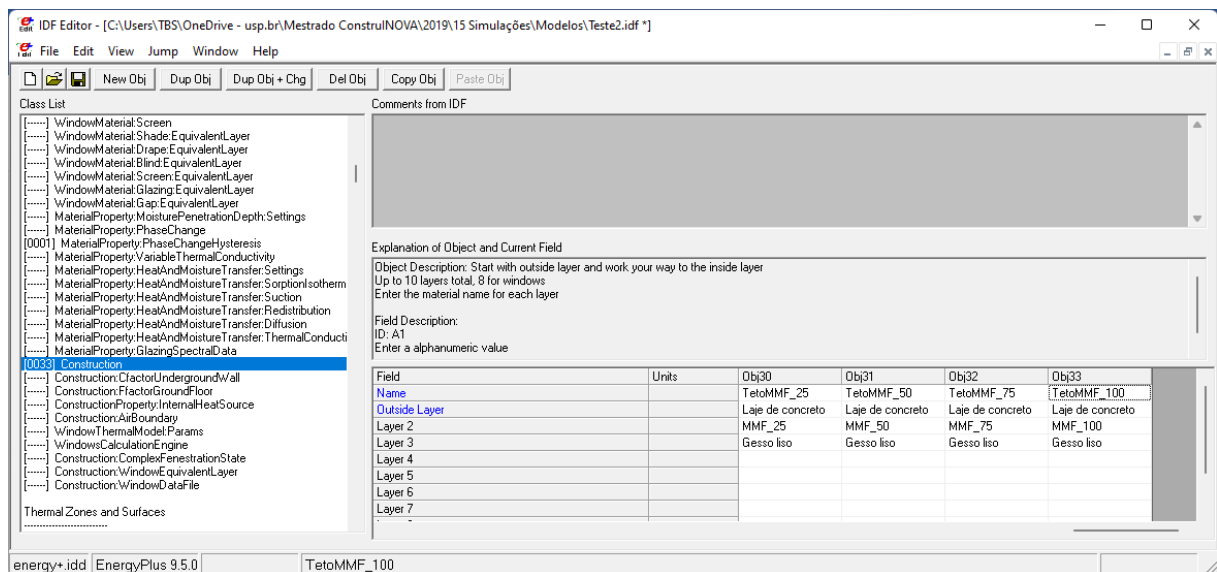 IDF Editor - [C:\Users\TBS\OneDrive - usp.br\Mestrado ConstruINOVA\2019\15 Simulações\Modelos\Teste2.idf *]
File Edit View Jump Window Help
New Obj Dup Obj Dup Obj + Chg Del Obj Copy Obj Paste Obj
Class List
[------] WindowMaterial:Screen
[------] WindowMaterial:Shade:EquivalentLayer
[------] WindowMaterial:Drape:EquivalentLayer
[------] WindowMaterial:Blind:EquivalentLayer
[------] WindowMaterial:Screen:EquivalentLayer
[------] WindowMaterial:Glazing:EquivalentLayer
[------] WindowMaterial:Gap:EquivalentLayer
[------] MaterialProperty:MoisturePenetrationDepth:Settings
[------] MaterialProperty:PhaseChange
[0001] MaterialProperty:PhaseChangeHysteresis
[------] MaterialProperty:VariableThermalConductivity
[------] MaterialProperty:HeatAndMoistureTransfer:Settings
[------] MaterialProperty:HeatAndMoistureTransfer:SorptionIsotherm
[------] MaterialProperty:HeatAndMoistureTransfer:Suction
[------] MaterialProperty:HeatAndMoistureTransfer:Redistribution
[------] MaterialProperty:HeatAndMoistureTransfer:Diffusion
[------] MaterialProperty:HeatAndMoistureTransfer:ThermalConducti
[------] MaterialProperty:GlazingSpectralData
[0033] Construction
[------] Construction:CfactorUndergroundWall
[------] Construction:FfactorGroundFloor
[------] ConstructionProperty:InternalHeatSource
[------] Construction:AirBoundary
[------] WindowThermalModel:Params
[------] WindowsCalculationEngine
[------] Construction:ComplexFenestrationState
[------] Construction:WindowEquivalentLayer
[------] Construction:WindowDataFile
Thermal Zones and Surfaces
--------------------------
Comments from IDF
Explanation of Object and Current Field
Object Description: Start with outside layer and work your way to the inside layer
Up to 10 layers total, 8 for windows
Enter the material name for each layer
Field Description:
ID: A1
Enter a alphanumeric value
Field Units Obj30 Obj31 Obj32 Obj33
Name TetoMMF_25 TetoMMF_50 TetoMMF_75 TetoMMF_100
Outside Layer Laje de concreto Laje de concreto Laje de concreto Laje de concreto
Layer 2 MMF_25 MMF_50 MMF_75 MMF_100
Layer 3 Gesso liso Gesso liso Gesso liso Gesso liso
Layer 4
Layer 5
Layer 6
Layer 7
energy+.idd EnergyPlus 9.5.0 TetoMMF_100